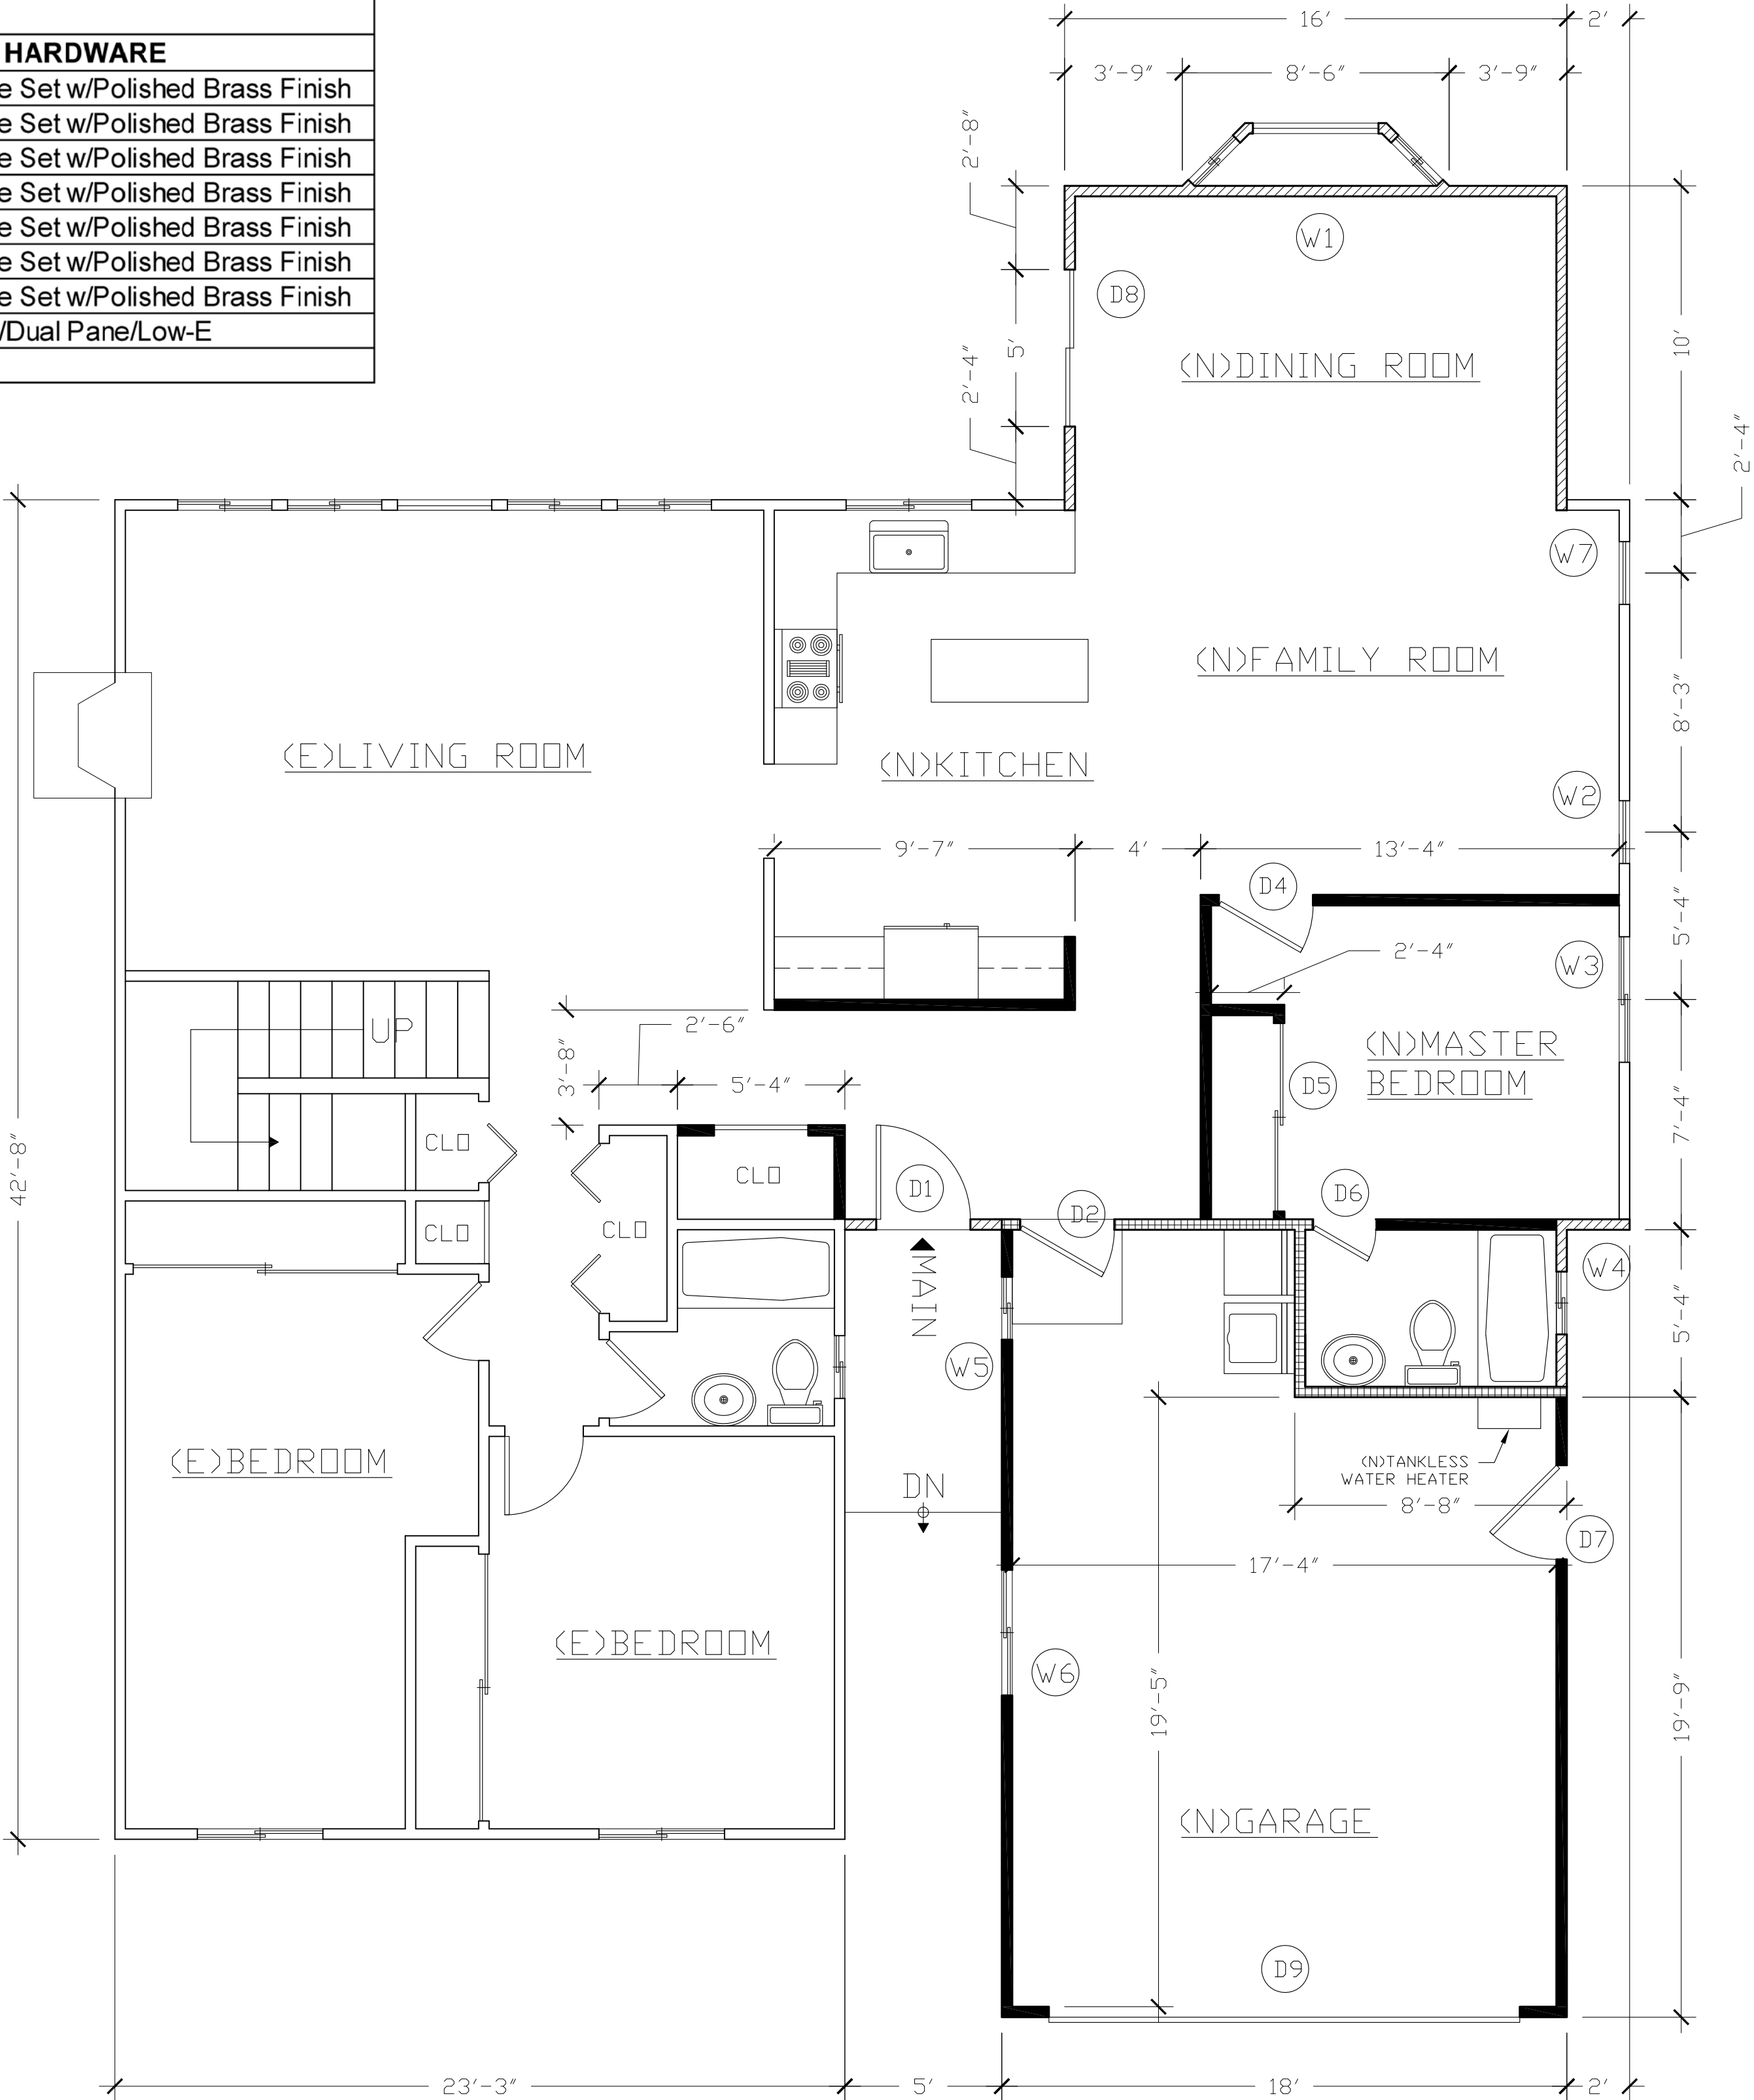 HARDWARE
e Set w/Polished Brass Finish
e Set w/Polished Brass Finish
e Set w/Polished Brass Finish
e Set w/Polished Brass Finish
e Set w/Polished Brass Finish
e Set w/Polished Brass Finish
e Set w/Polished Brass Finish
/Dual Pane/Low-E
16' 2'
3'-9" 8'-6" 3'-9"
2'-8"
W1
D8
5'
2'-4"
(N)DINING ROOM
10'
2'-4"
W7
(N)FAMILY ROOM
8'-3"
(E)LIVING ROOM
(N)KITCHEN
W2
9'-7" 4' 13'-4"
D4
2'-4"
5'-4"
W3
UP
2'-6"
3'-8"
5'-4"
(N)MASTER
BEDROOM
D5
7'-4"
42'-8"
CLO
CLO
CLO
CLO
D1
D2
D6
MAIN
W4
W5
5'-4"
(E)BEDROOM
DN
(N)TANKLESS
WATER HEATER
8'-8"
D7
17'-4"
(E)BEDROOM
W6
19'-5"
19'-9"
(N)GARAGE
D9
23'-3" 5' 18' 2'